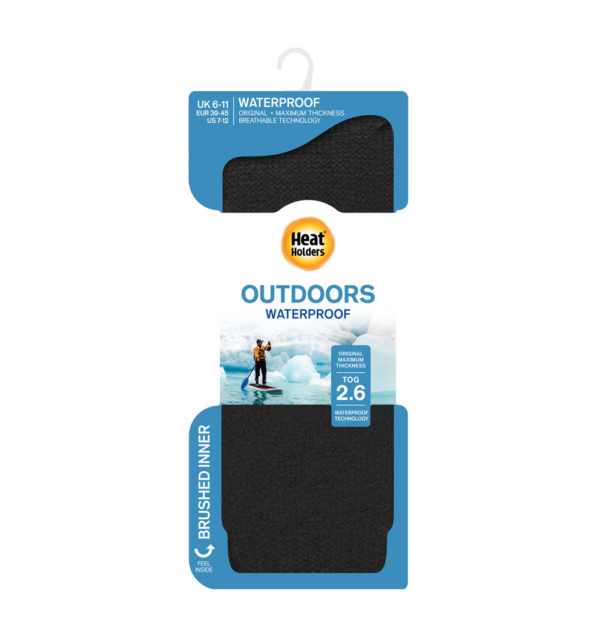 UK 6-11
EUR 39-45
US 7-12
WATERPROOF
ORIGINAL • MAXIMUM THICKNESS
BREATHABLE TECHNOLOGY
Heat®
Holders
OUTDOORS
WATERPROOF
ORIGINAL
MAXIMUM
THICKNESS
TOG
2.6
WATERPROOF
TECHNOLOGY
BRUSHED INNER
FEEL
INSIDE